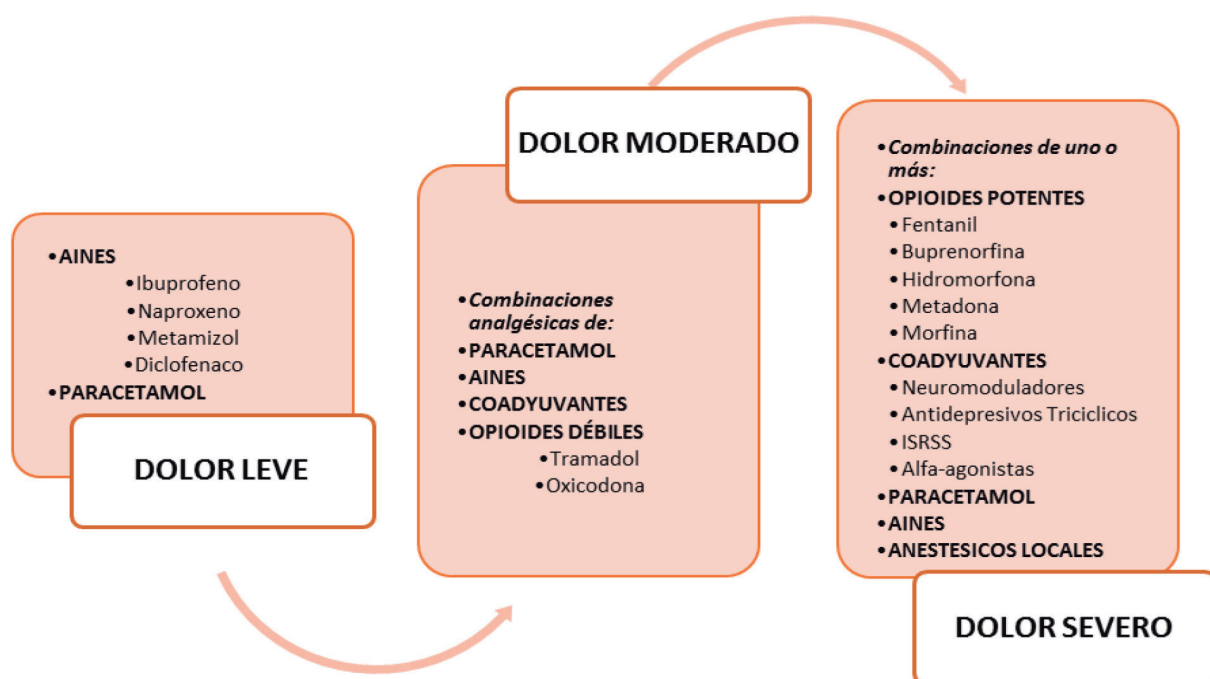 •AINES
•Ibuprofeno
•Naproxeno
•Metamizol
•Diclofenaco
•PARACETAMOL
DOLOR LEVE
DOLOR MODERADO
•Combinaciones
analgésicas de:
•PARACETAMOL
•AINES
•COADYUVANTES
•OPIOIDES DÉBILES
•Tramadol
•Oxicodona
•Combinaciones de uno o
más:
•OPIOIDES POTENTES
•Fentanil
•Buprenorfina
•Hidromorfona
•Metadona
•Morfina
•COADYUVANTES
•Neuromoduladores
•Antidepresivos Triciclicos
•ISRSS
•Alfa-agonistas
•PARACETAMOL
•AINES
•ANESTESICOS LOCALES
DOLOR SEVERO